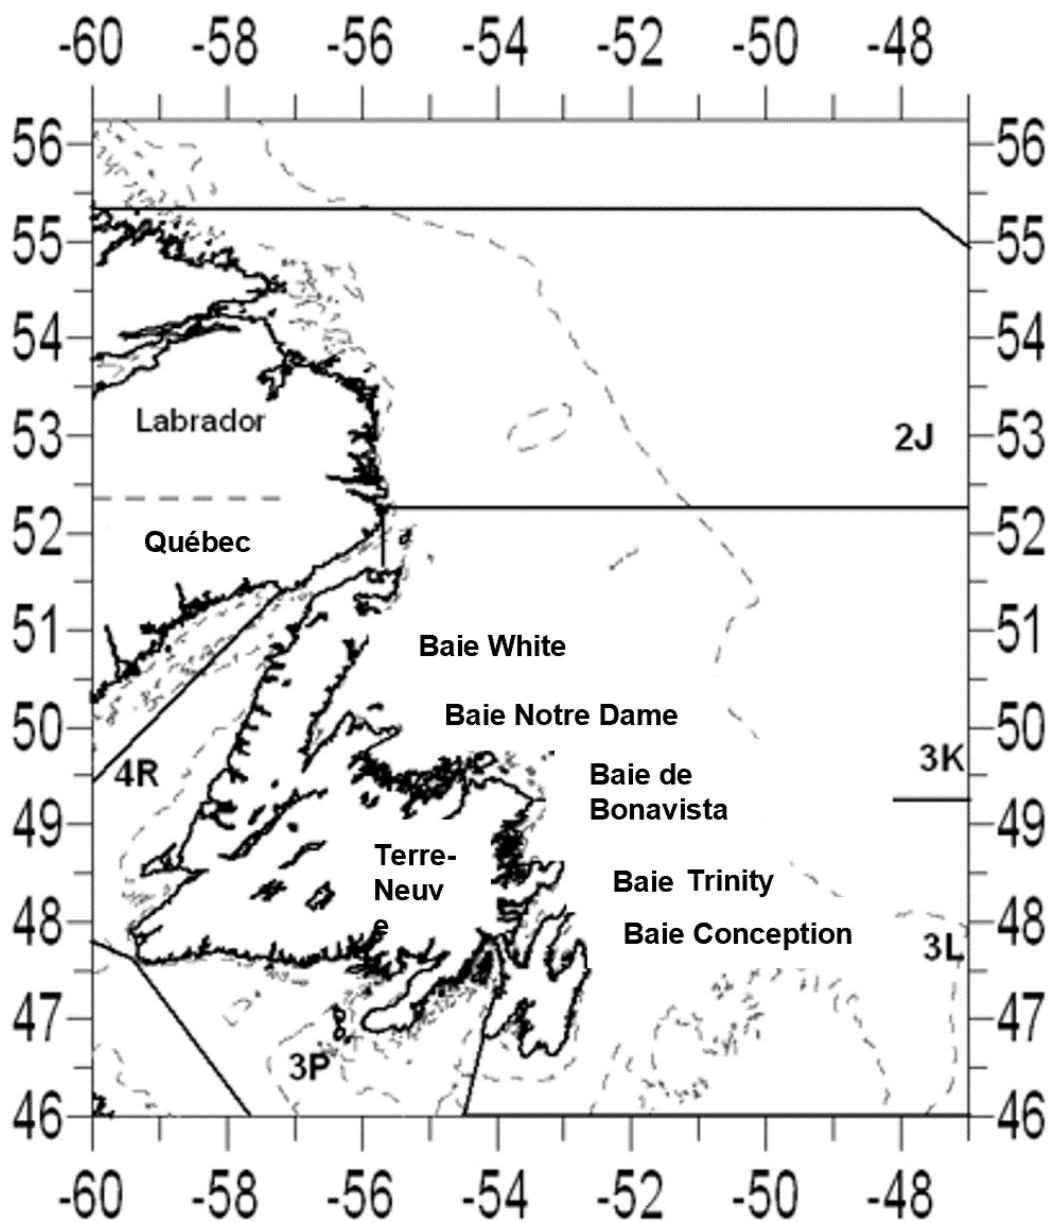 -60 -58 -56 -54 -52 -50 -48
56 56
55 55
54 54
Labrador
53 2J 53
52 52
Québec
51 51
Baie White
Baie Notre Dame
50 50
4R 3K
Baie de
Bonavista
49 49
Terre-
Neuv
e
Baie Trinity
48 48
Baie Conception
3L
47 47
3P
46 46
-60 -58 -56 -54 -52 -50 -48